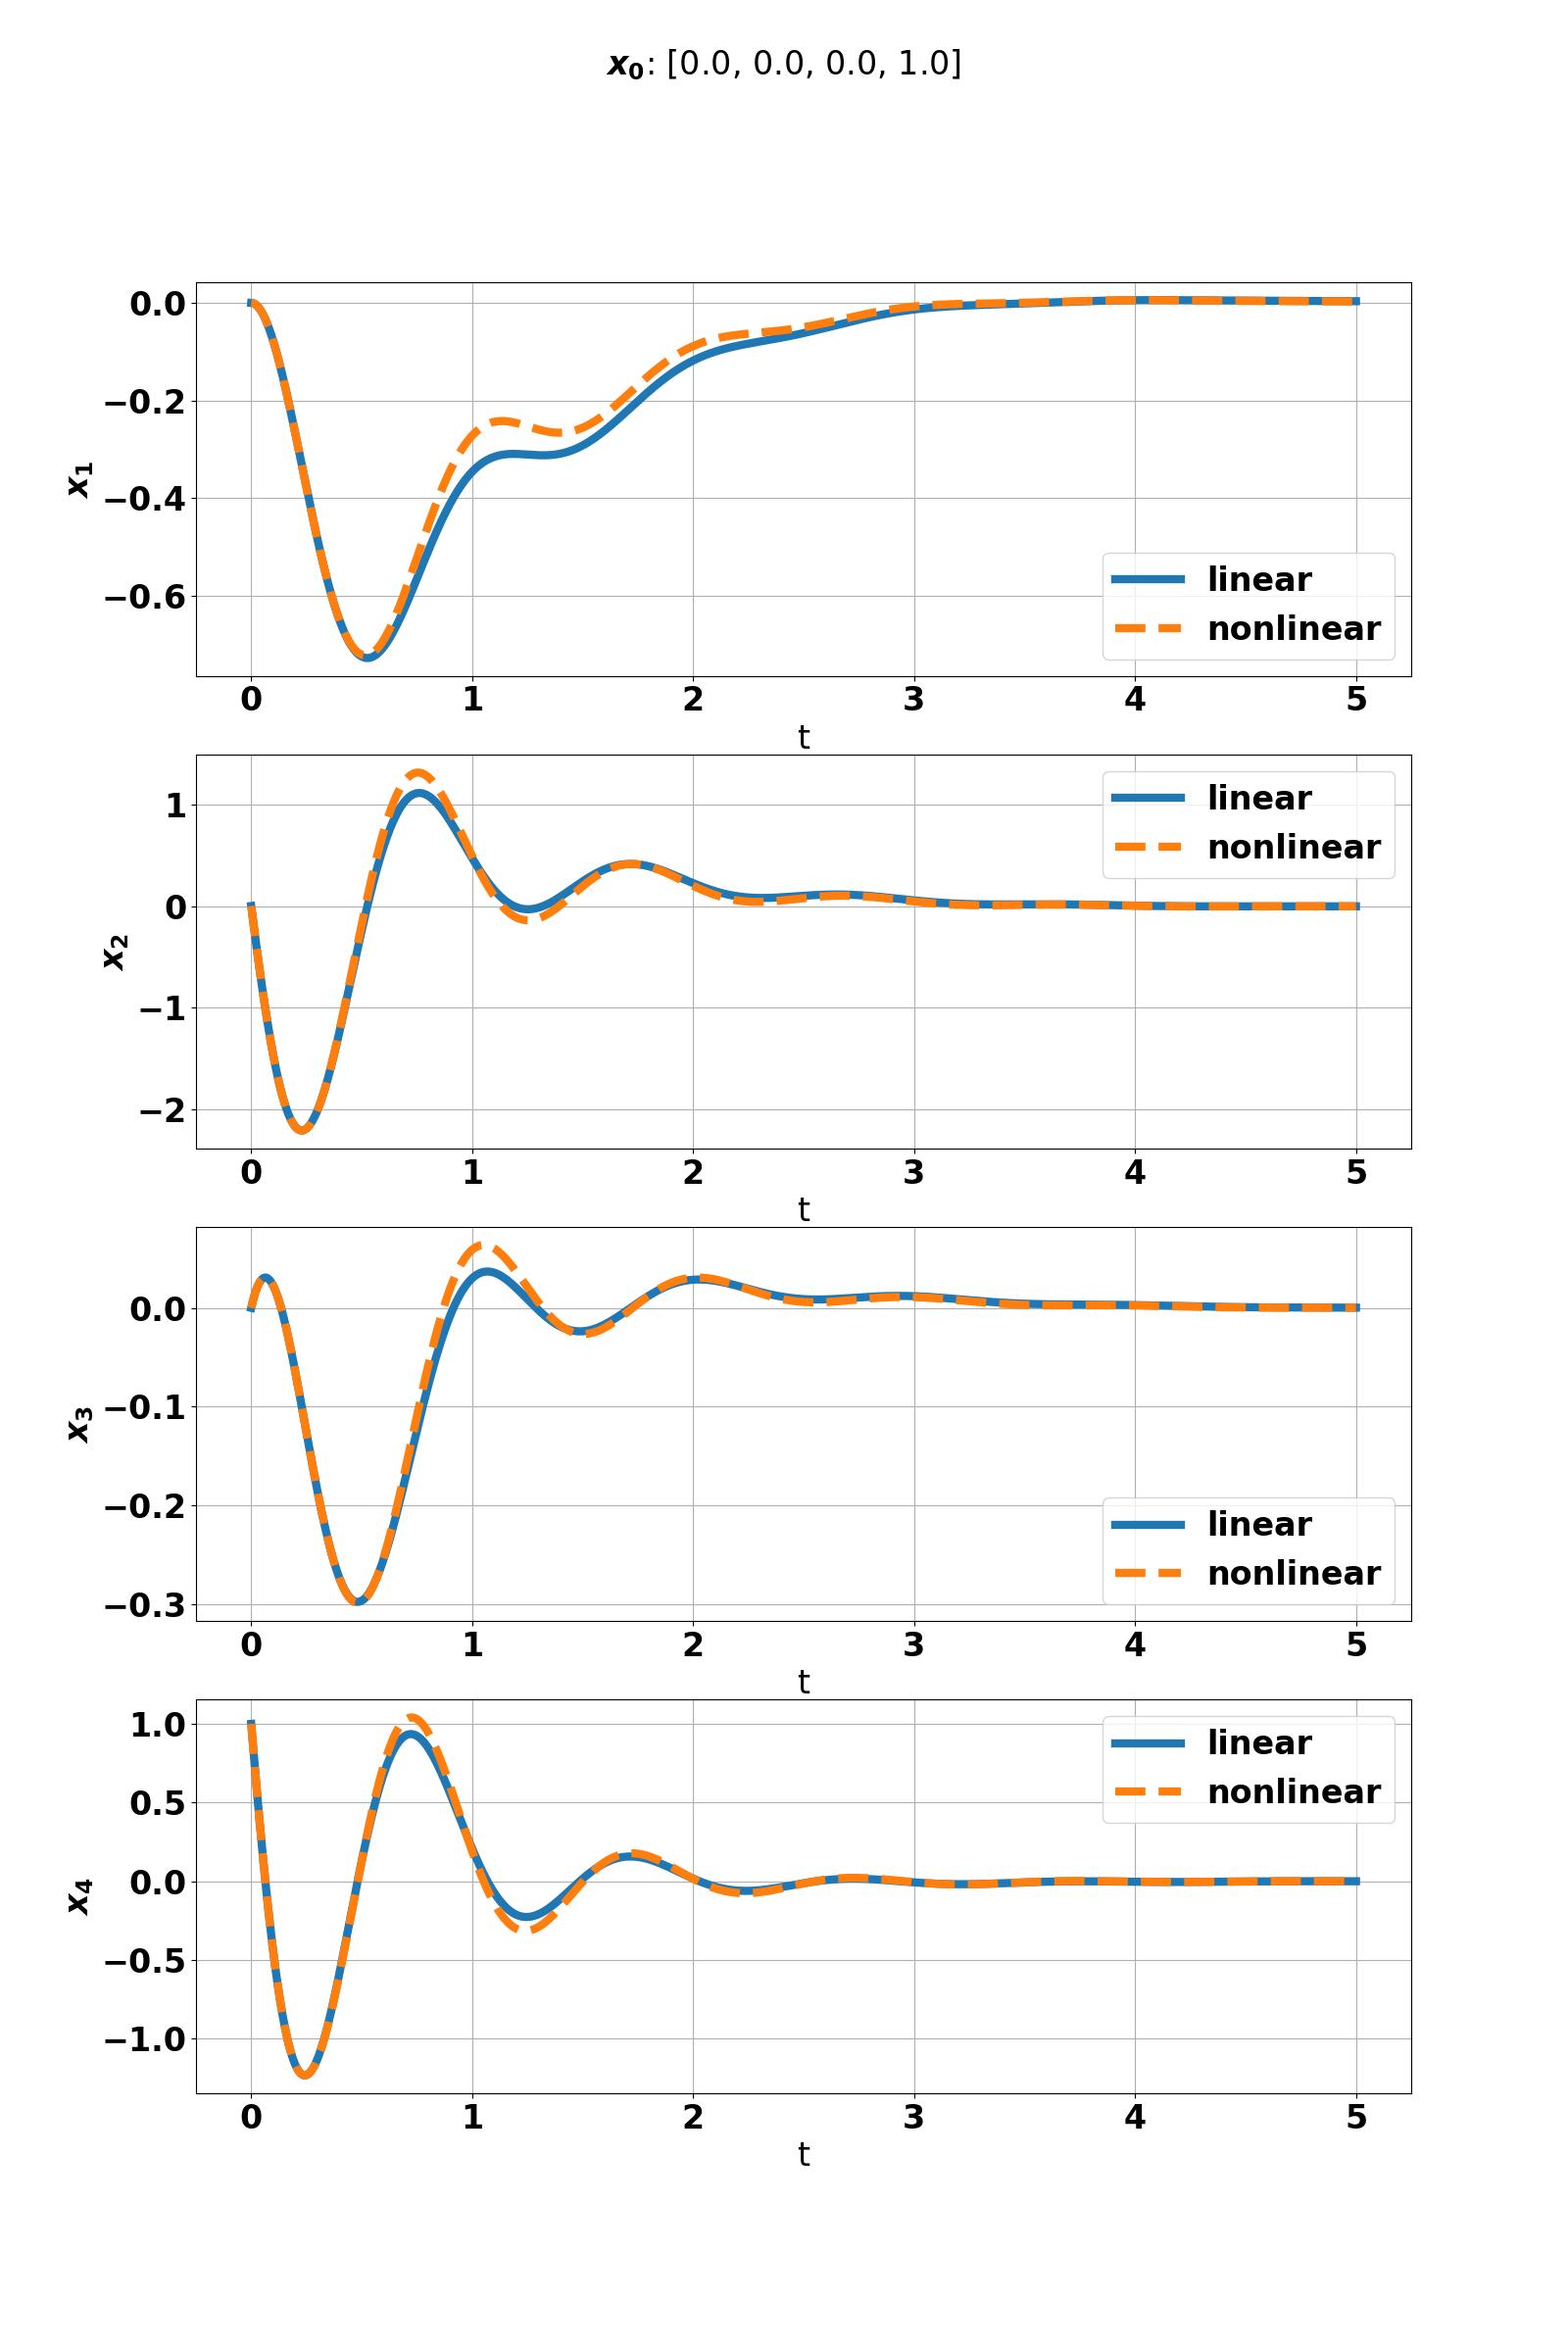 x₀: [0.0, 0.0, 0.0, 1.0]
0.0
−0.2
−0.4
−0.6
x₁
linear
nonlinear
0 1 2 3 4 5
t
1
0
−1
−2
x₂
linear
nonlinear
0 1 2 3 4 5
t
0.0
−0.1
−0.2
−0.3
x₃
linear
nonlinear
0 1 2 3 4 5
t
1.0
0.5
0.0
−0.5
−1.0
x₄
linear
nonlinear
0 1 2 3 4 5
t